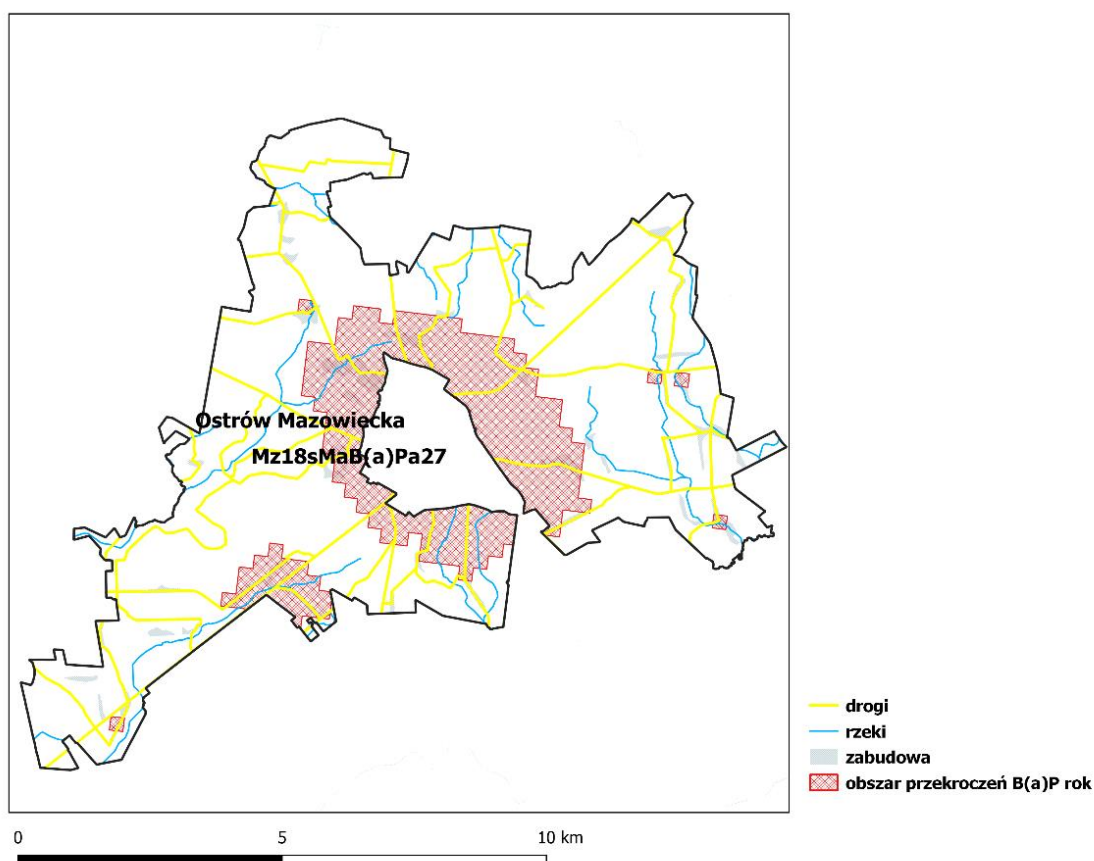 Ostrów Mazowiecka
Mz18sMaB(a)Pa27
drogi
rzeki
zabudowa
obszar przekroczeń B(a)P rok
0 5 10 km